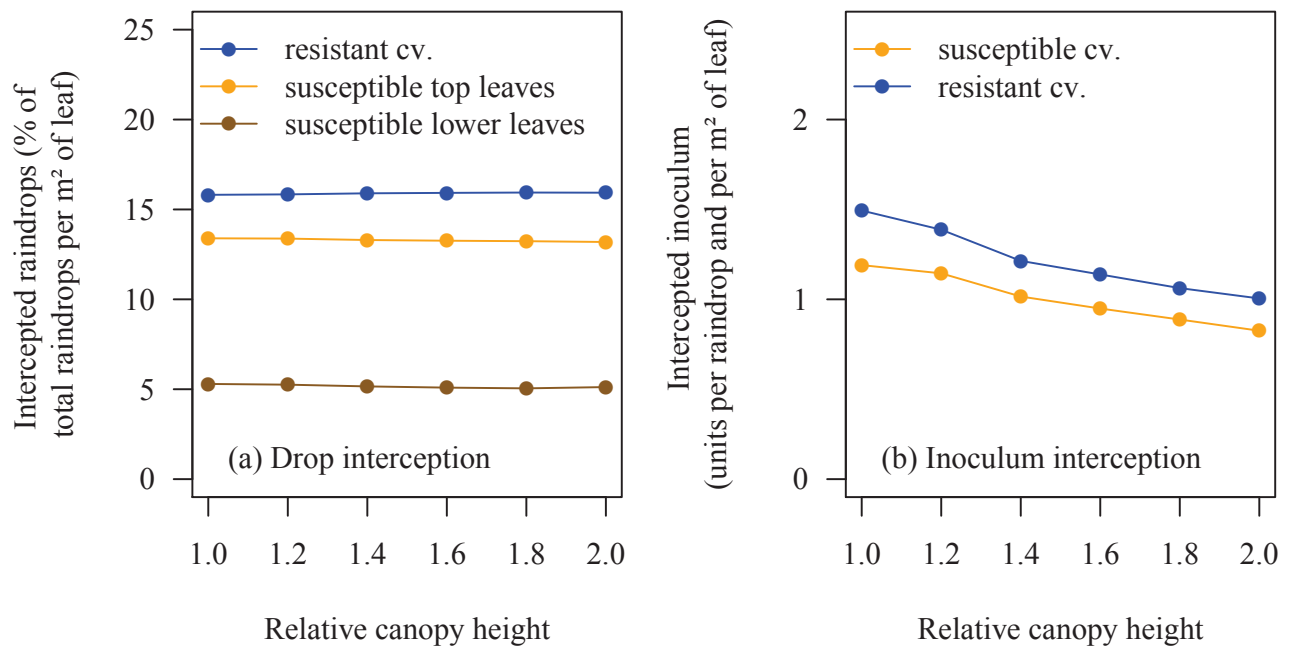 Intercepted raindrops (% of
total raindrops per m² of leaf)
25
20
15
10
5
0
resistant cv.
susceptible top leaves
susceptible lower leaves
(a) Drop interception
1.0 1.2 1.4 1.6 1.8 2.0
Relative canopy height
Intercepted inoculum
(units per raindrop and per m² of leaf)
2
1
0
susceptible cv.
resistant cv.
(b) Inoculum interception
1.0 1.2 1.4 1.6 1.8 2.0
Relative canopy height